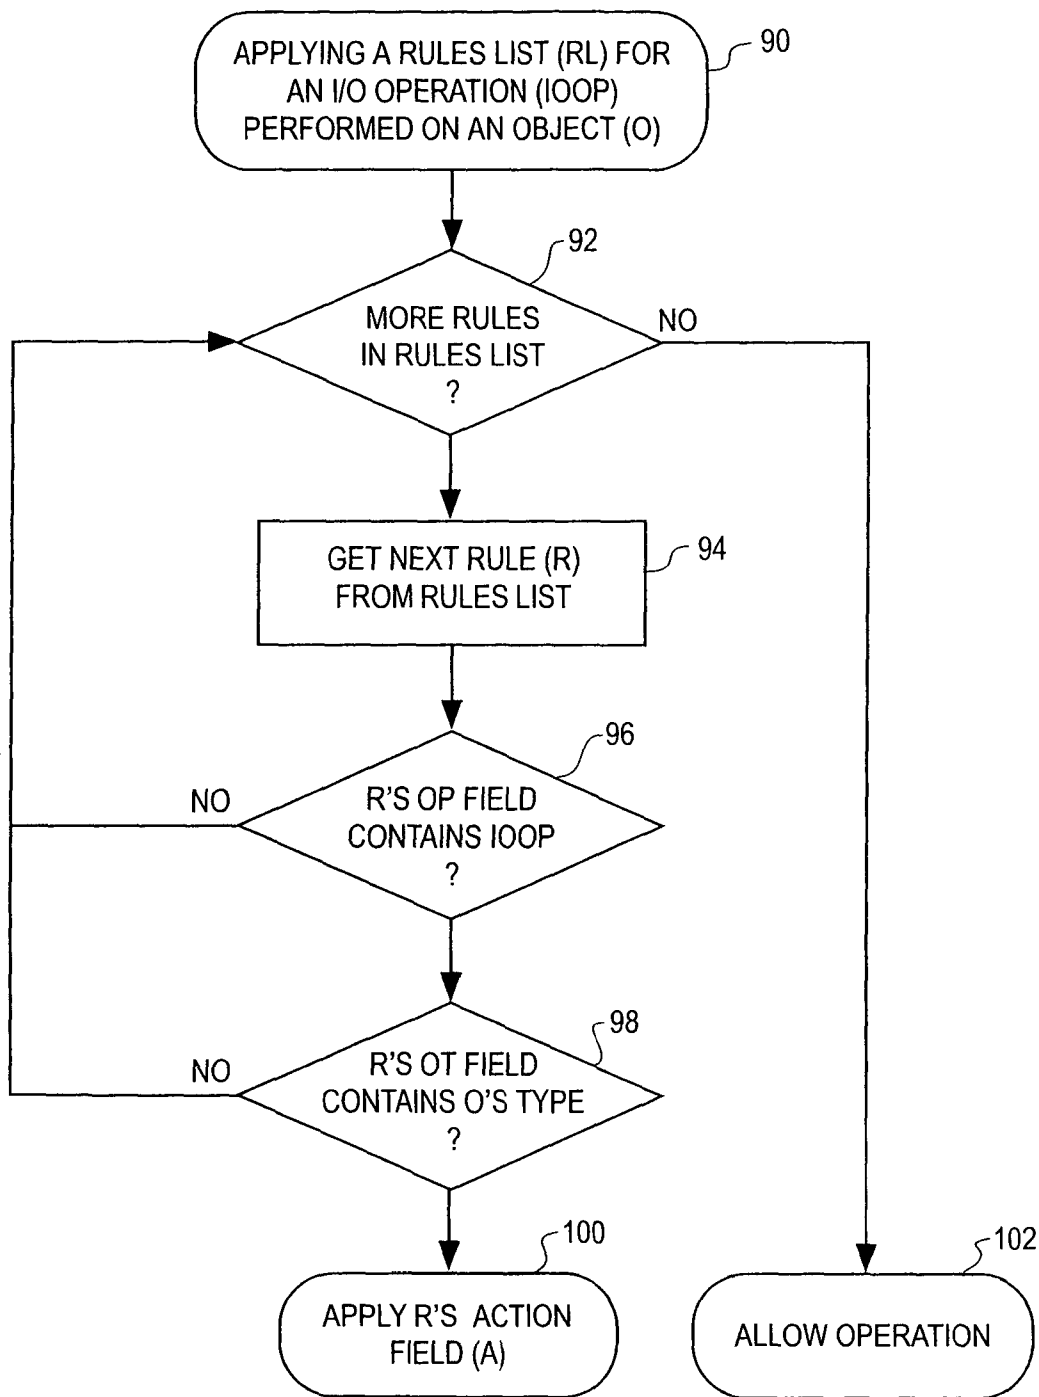 APPLYING A RULES LIST (RL) FOR
AN I/O OPERATION (IOOP)
PERFORMED ON AN OBJECT (O)
90
92
MORE RULES
IN RULES LIST
?
NO
GET NEXT RULE (R)
FROM RULES LIST
94
96
R'S OP FIELD
CONTAINS IOOP
?
NO
98
R'S OT FIELD
CONTAINS O'S TYPE
?
NO
100
APPLY R'S ACTION
FIELD (A)
102
ALLOW OPERATION